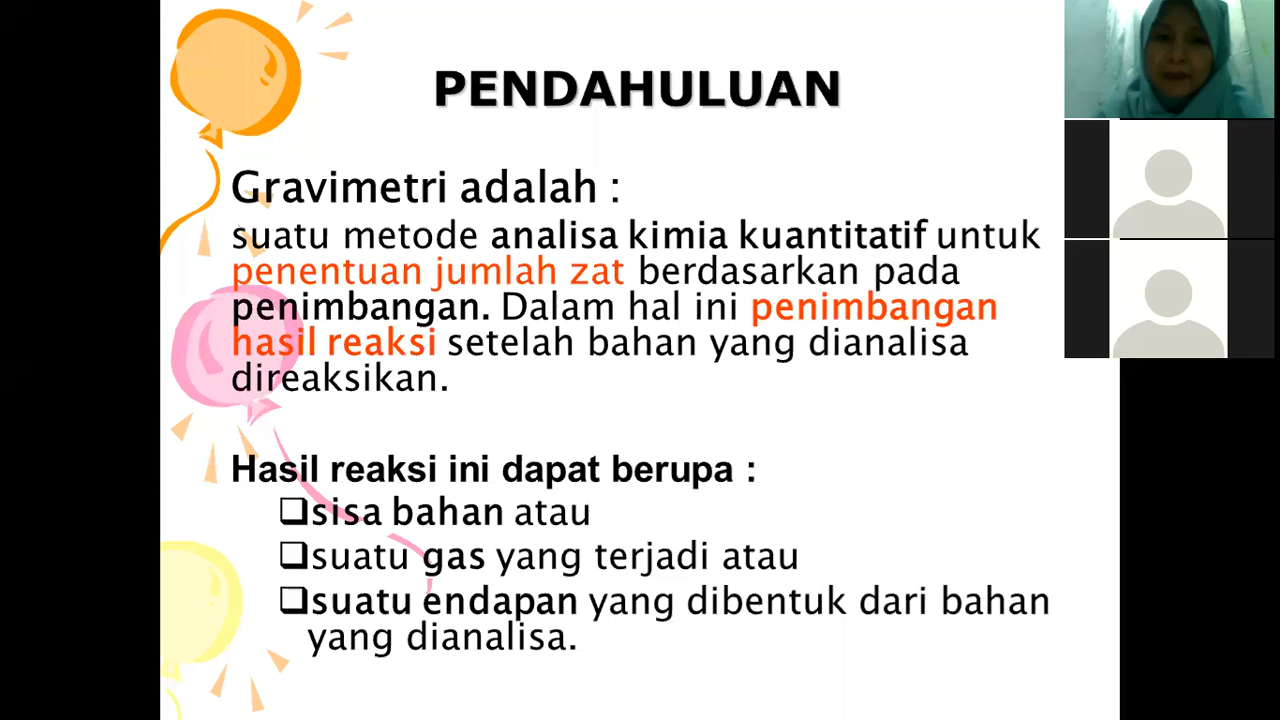 PENDAHULUAN
Gravimetri adalah :
suatu metode analisa kimia kuantitatif untuk
penentuan jumlah zat berdasarkan pada
penimbangan. Dalam hal ini penimbangan
hasil reaksi setelah bahan yang dianalisa
direaksikan.
Hasil reaksi ini dapat berupa :
❑sisa bahan atau
❑suatu gas yang terjadi atau
❑suatu endapan yang dibentuk dari bahan
yang dianalisa.